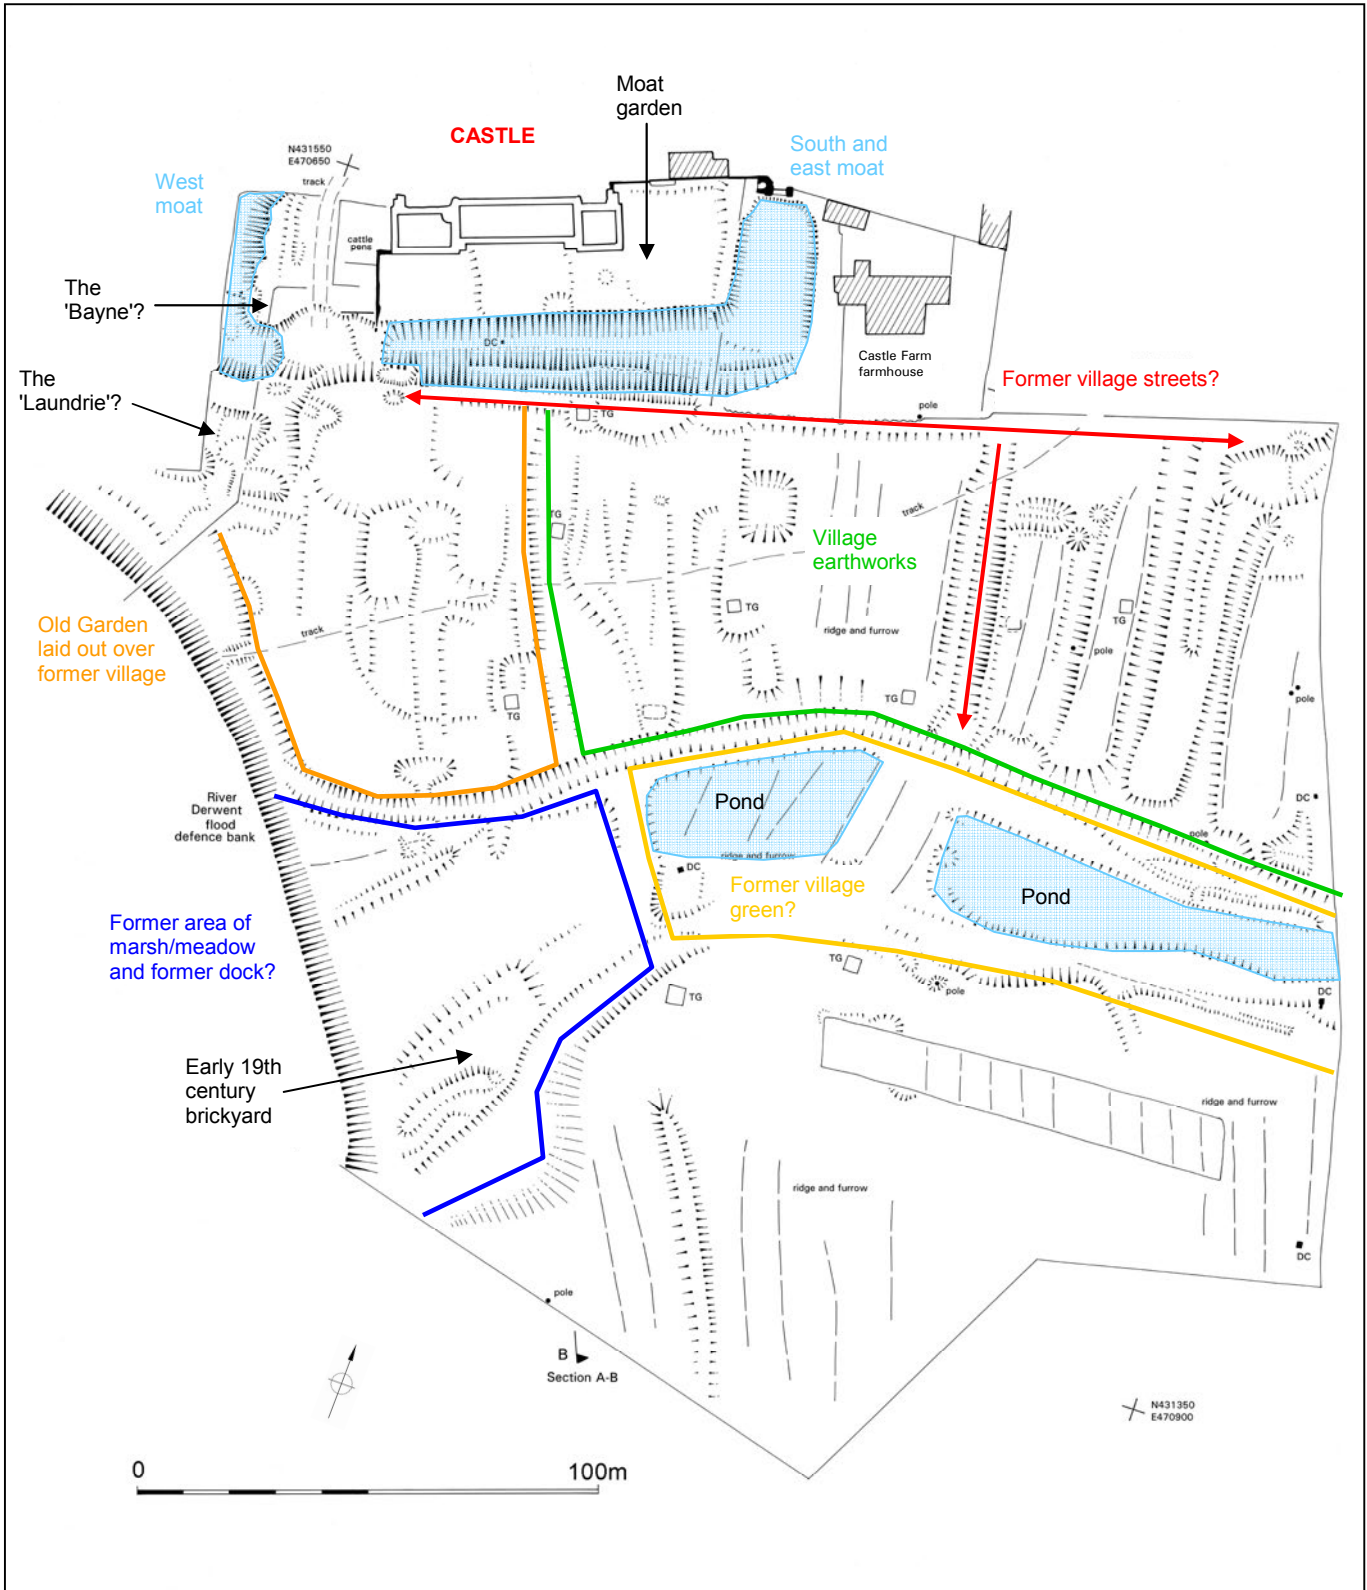 Moat
garden
CASTLE
South and
east moat
N431550
E470650
track
West
moat
cattle
pens
The
'Bayne'?
DC
Castle Farm
farmhouse
The
'Laundrie'?
Former village streets?
pole
TG
track
TG
Village
earthworks
TG
TG
ridge and furrow
track
pole
Old Garden
laid out over
former village
TG
TG
pole
River
Derwent
flood
defence bank
Pond
DC
pole
ridge and furrow
DC
Former village
green?
Pond
Former area of
marsh/meadow
and former dock?
TG
pole
TG
DC
Early 19th
century
brickyard
ridge and furrow
ridge and furrow
DC
pole
B
Section A-B
N431350
E470900
0
100m